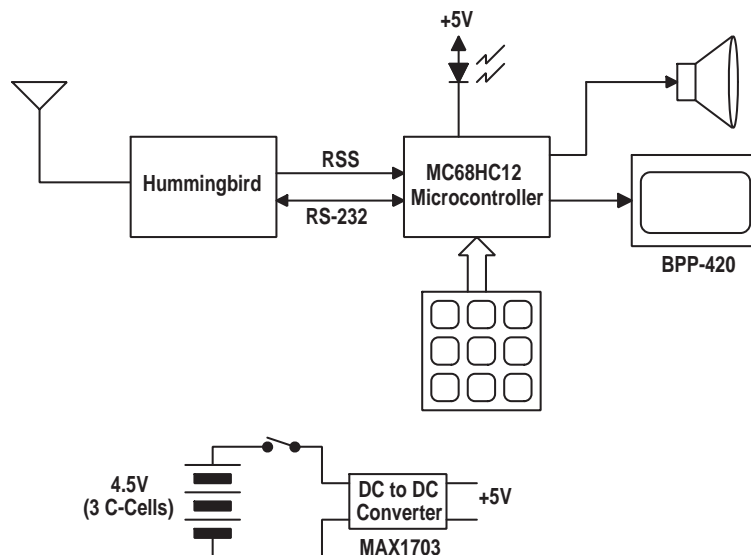 +5V
Hummingbird
RSS
RS-232
MC68HC12
Microcontroller
BPP-420
4.5V
(3 C-Cells)
DC to DC
Converter
+5V
MAX1703